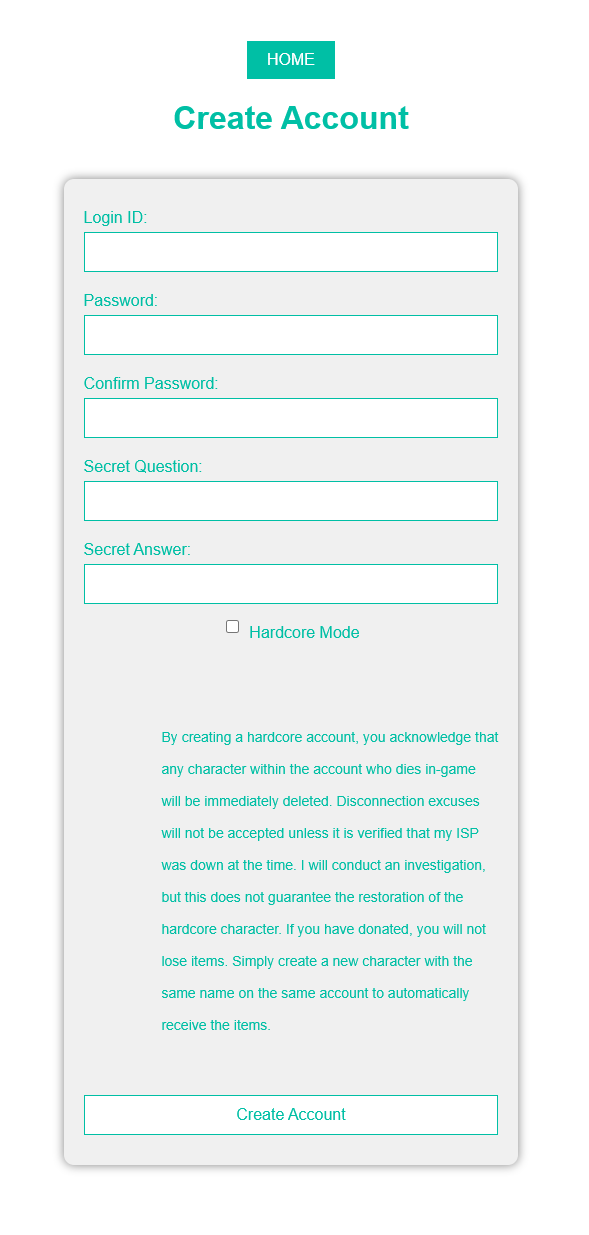 HOME
Create Account
Login ID:
Password:
Confirm Password:
Secret Question:
Secret Answer:
Hardcore Mode
By creating a hardcore account, you acknowledge that
any character within the account who dies in-game
will be immediately deleted. Disconnection excuses
will not be accepted unless it is verified that my ISP
was down at the time. I will conduct an investigation,
but this does not guarantee the restoration of the
hardcore character. If you have donated, you will not
lose items. Simply create a new character with the
same name on the same account to automatically
receive the items.
Create Account